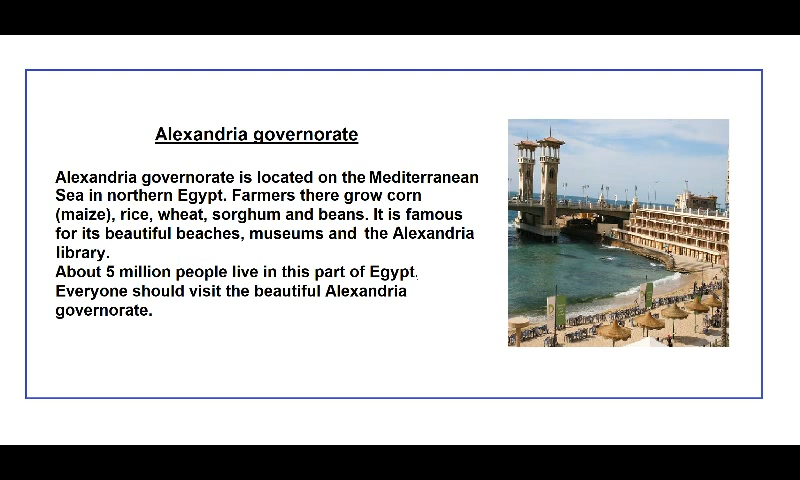 Alexandria governorate
Alexandria governorate is located on the Mediterranean
Sea in northern Egypt. Farmers there grow corn
(maize), rice, wheat, sorghum and beans. It is famous
for its beautiful beaches, museums and the Alexandria
library.
About 5 million people live in this part of Egypt.
Everyone should visit the beautiful Alexandria
governorate.